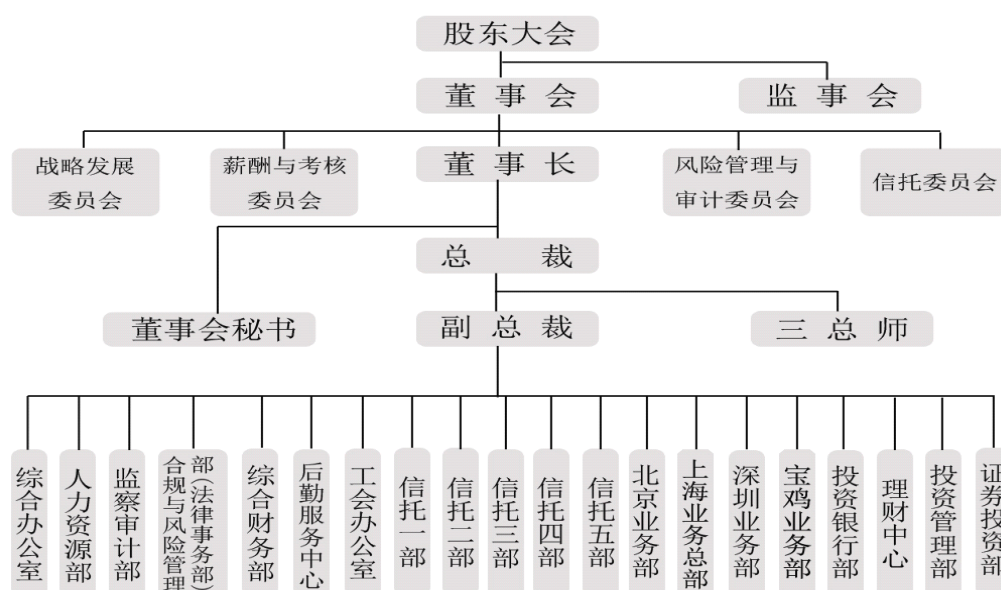 股东大会
董事会
监事会
战略发展
委员会
薪酬与考核
委员会
董事长
风险管理与
审计委员会
信托委员会
总裁
董事会秘书
副总裁
三总师
综合办公室
人力资源部
监察审计部
合规与风险管理
部（法律事务部）
综合财务部
后勤服务中心
工会办公室
信托一部
信托二部
信托三部
信托四部
信托五部
北京业务部
上海业务总部
深圳业务部
宝鸡业务部
投资银行部
理财中心
投资管理部
证券投资部